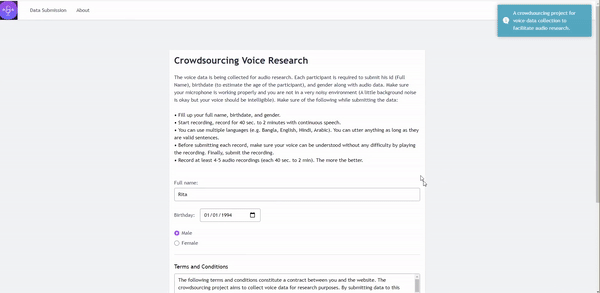 Data Submission About
A crowdsourcing project for
voice data collection to
facilitate audio research.
Crowdsourcing Voice Research
The voice data is being collected for audio research. Each participant is required to submit his id (Full
Name), birthdate (to estimate the age of the participant), and gender along with audio data. Make sure
your microphone is working properly and you are not in a very noisy environment (A little background noise
is okay but your voice should be intelligible). Make sure of the following while submitting the data:
• Fill up your full name, birthdate, and gender.
• Start recording, record for 40 sec. to 2 minutes with continuous speech.
• You can use multiple languages (e.g. Bangla, English, Hindi, Arabic). You can utter anything as long as they
are valid sentences.
• Before submitting each record, make sure your voice can be understood without any difficulty by playing
the recording. Finally, submit the recording.
• Record at least 4-5 audio recordings (each 40 sec. to 2 min). The more the better.
Full name:
Rita
Birthday: 01/01/1994
Male
Female
Terms and Conditions
The following terms and conditions constitute a contract between you and the website. The
crowdsourcing project aims to collect voice data for research purposes. By submitting data to this